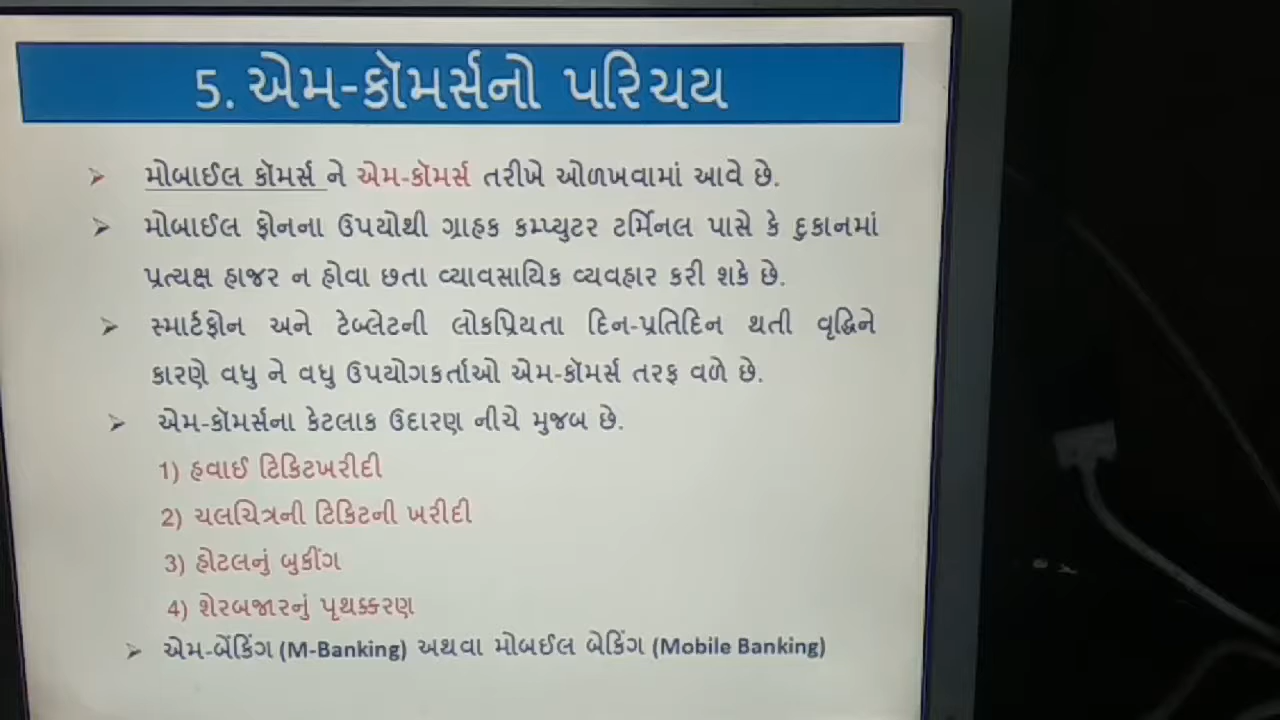 5. એમ-કૉમર્સનો પરિચય
➢ મોબાઈલ કૉમર્સ ને એમ-કૉમર્સ તરીખે ઓળખવામાં આવે છે.
➢ મોબાઈલ ફોનના ઉપયોથી ગ્રાહક કમ્પ્યુટર ટર્મિનલ પાસે કે દુકાનમાં
પ્રત્યક્ષ હાજર ન હોવા છતા વ્યાવસાયિક વ્યવહાર કરી શકે છે.
➢ સ્માર્ટફોન અને ટેબ્લેટની લોકપ્રિયતા દિન-પ્રતિદિન થતી વૃદ્ધિને
કારણે વધુ ને વધુ ઉપયોગકર્તાઓ એમ-કૉમર્સ તરફ વળે છે.
➢ એમ-કૉમર્સના કેટલાક ઉદારણ નીચે મુજબ છે.
1) હવાઈ ટિકિટખરીદી
2) ચલચિત્રની ટિકિટની ખરીદી
3) હોટલનું બુકીંગ
4) શેરબજારનું પૃથક્કરણ
➢ એમ-બેંકિંગ (M-Banking) અથવા મોબઈલ બેકિંગ (Mobile Banking)